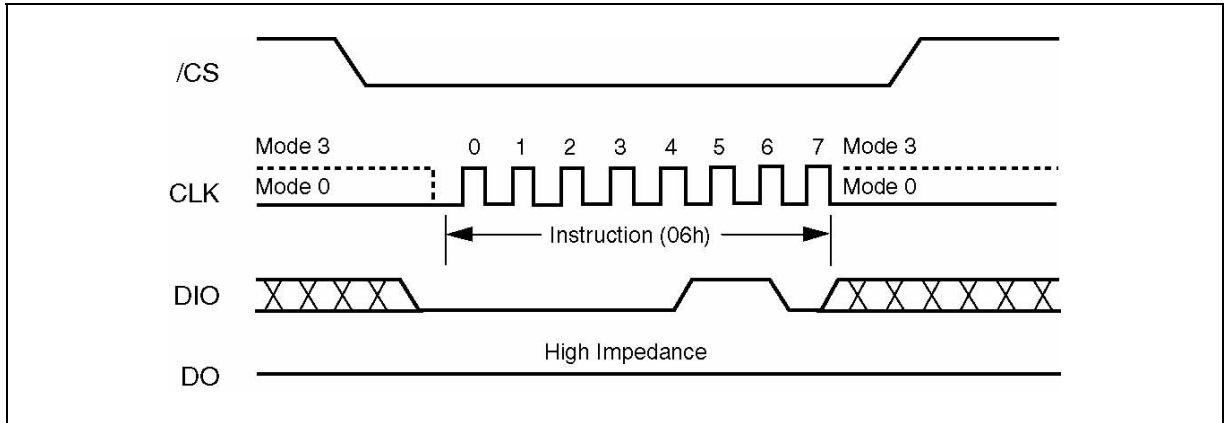 /CS
Mode 3 0 1 2 3 4 5 6 7 Mode 3
CLK Mode 0 Mode 0
Instruction (06h)
DIO
High Impedance
DO